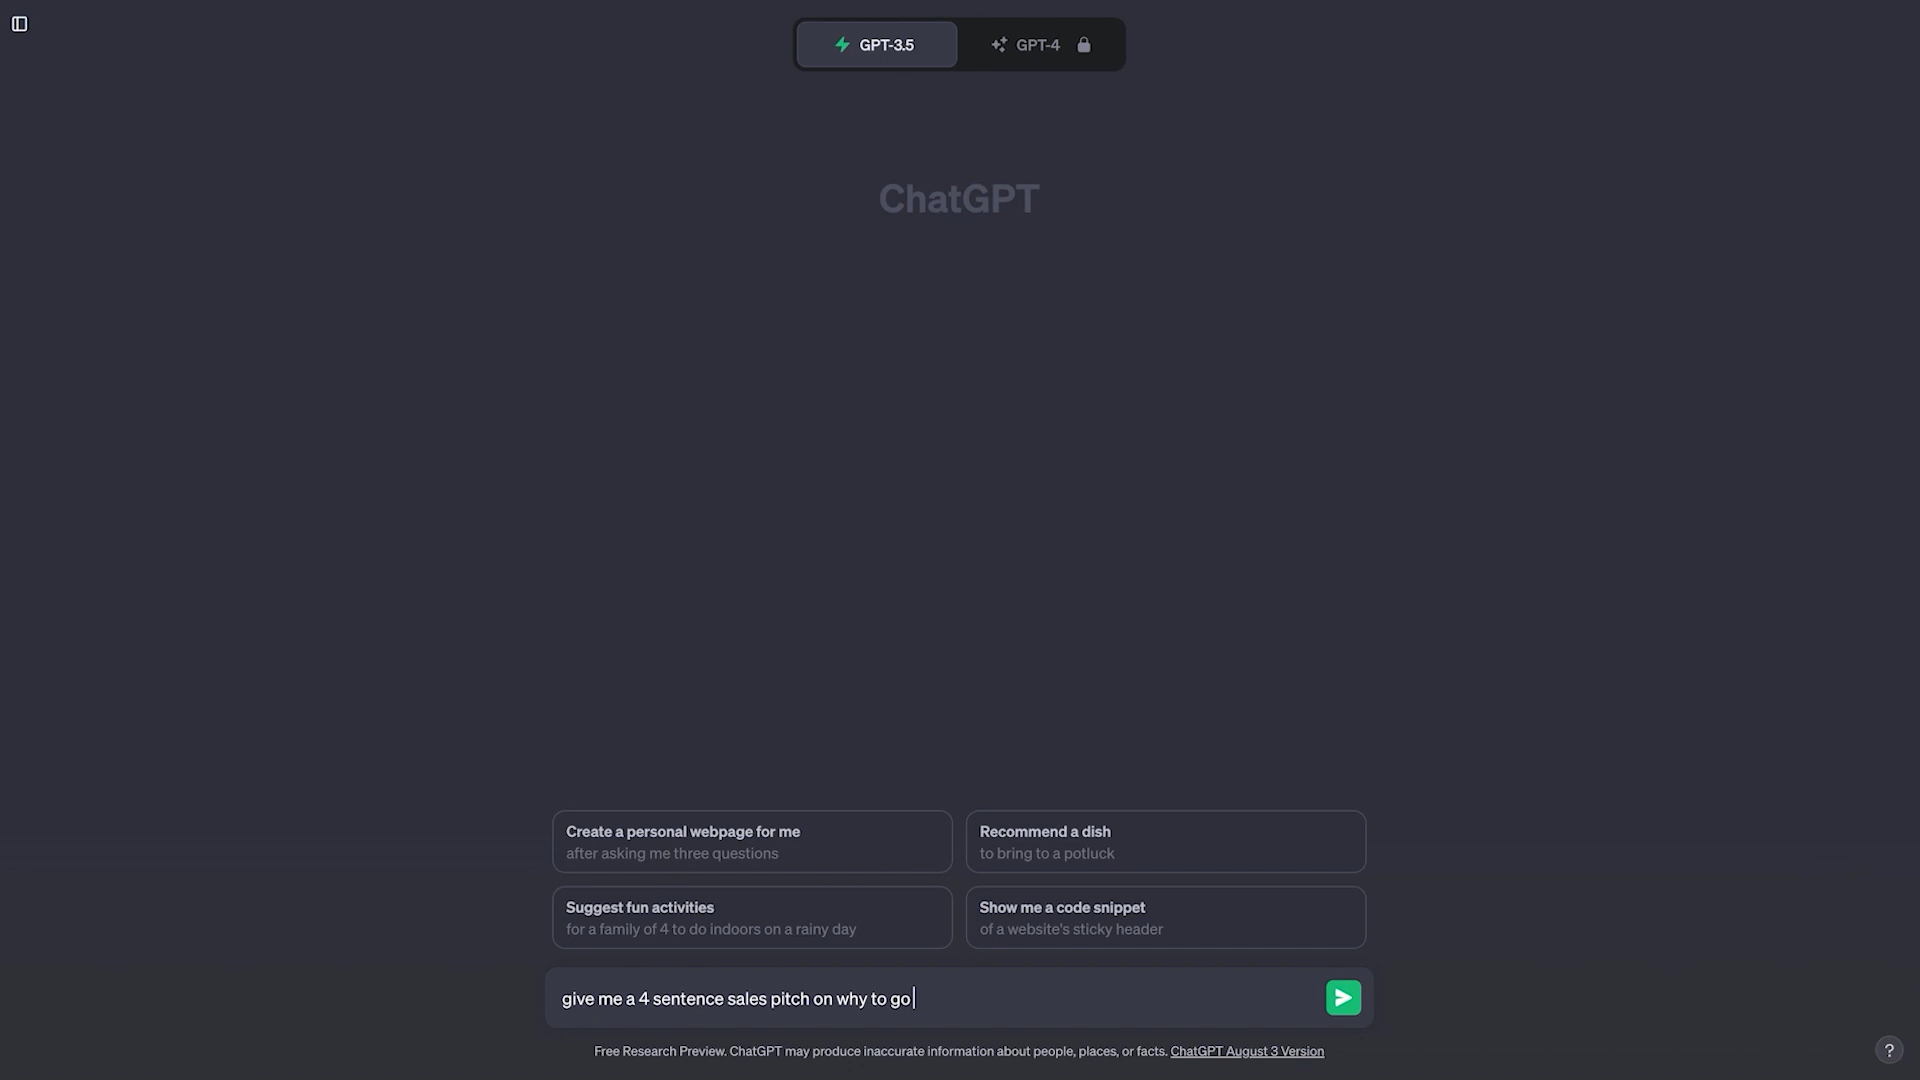 GPT-3.5
GPT-4
ChatGPT
Create a personal webpage for me
after asking me three questions
Recommend a dish
to bring to a potluck
Suggest fun activities
for a family of 4 to do indoors on a rainy day
Show me a code snippet
of a website's sticky header
give me a 4 sentence sales pitch on why to go
Free Research Preview. ChatGPT may produce inaccurate information about people, places, or facts. ChatGPT August 3 Version
?